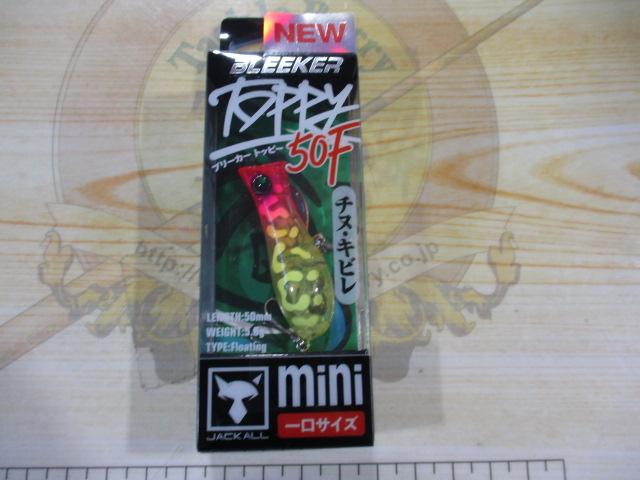 NEW
BLEEKER
TOPPY
50F
ブリーカー トッピー
チヌ・キビレ
LENGTH:50mm
TYPE:Floating
mini
一口サイズ
JACKALL